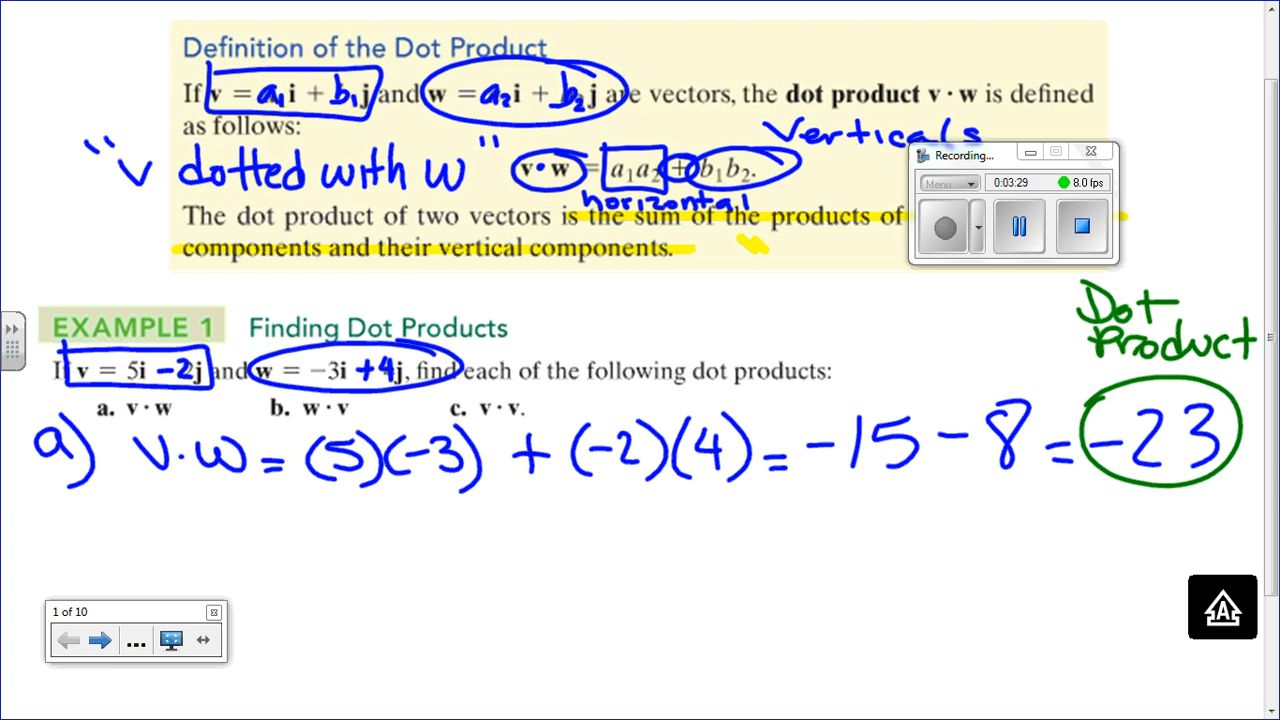 Definition of the Dot Product
If v = a₁i + b₁j and w = a₂i + b₂j are vectors, the dot product v · w is defined
as follows:
Verticals
"v dotted with w" v · w = a₁a₂ + b₁b₂.
horizontal
The dot product of two vectors is the sum of the products of
components and their vertical components.
Recording...
Menu 0:03:29 8.0 fps
Dot
Product
EXAMPLE 1 Finding Dot Products
If v = 5i -2j and w = −3i +4j, find each of the following dot products:
a. v · w b. w · v c. v · v.
a) v·w = (5)(-3) + (-2)(4) = -15 - 8 = -23
1 of 10
A